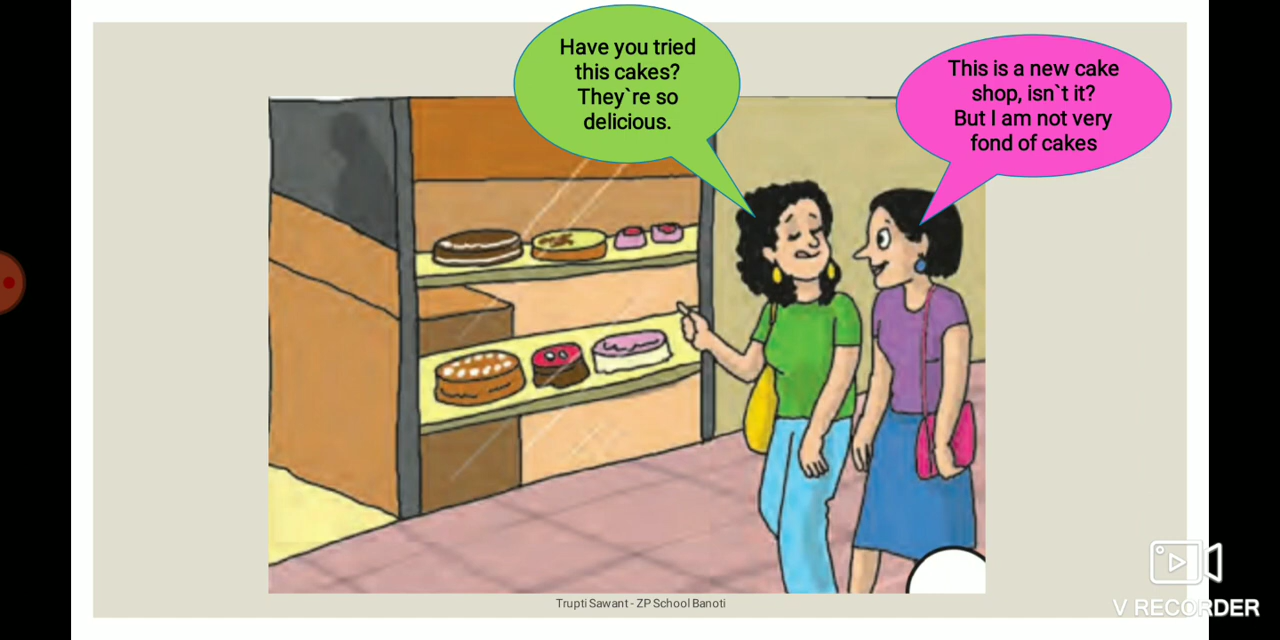 Have you tried
this cakes?
They`re so
delicious.
This is a new cake
shop, isn`t it?
But I am not very
fond of cakes
Trupti Sawant - ZP School Banoti
V RECORDER